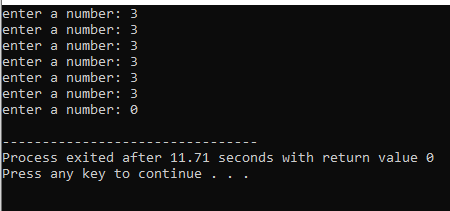 enter a number: 3
enter a number: 3
enter a number: 3
enter a number: 3
enter a number: 3
enter a number: 3
enter a number: 0
--------------------------------
Process exited after 11.71 seconds with return value 0
Press any key to continue . . .